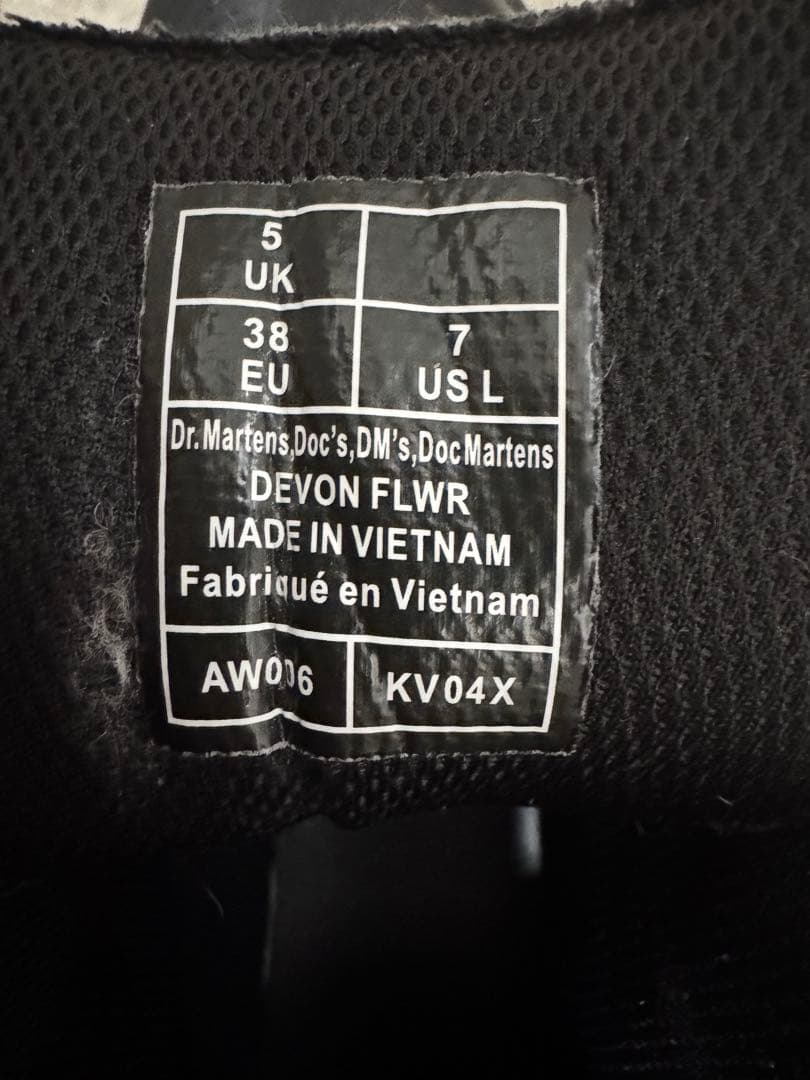 5
UK
38
EU
7
US L
Dr.Martens,Doc's,DM's,Doc Martens
DEVON FLWR
MADE IN VIETNAM
Fabriqué en Vietnam
AW006
KV04X